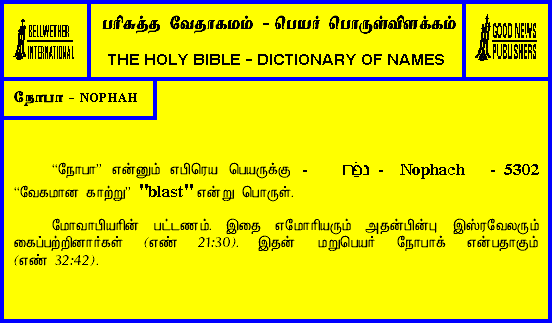 BELLWETHER
INTERNATIONAL
பரிசுத்த வேதாகமம் - பெயர் பொருள்விளக்கம்
THE HOLY BIBLE - DICTIONARY OF NAMES
GOOD NEWS
PUBLISHERS
நோபா - NOPHAH
“நோபா” என்னும் எபிரெய பெயருக்கு - נֹפַח - Nophach - 5302
“வேகமான காற்று” "blast" என்று பொருள்.
மோவாபியரின் பட்டணம். இதை எமோரியரும் அதன்பின்பு இஸ்ரவேலரும்
கைப்பற்றினார்கள் (எண் 21:30). இதன் மறுபெயர் நோபாக் என்பதாகும்
(எண் 32:42).